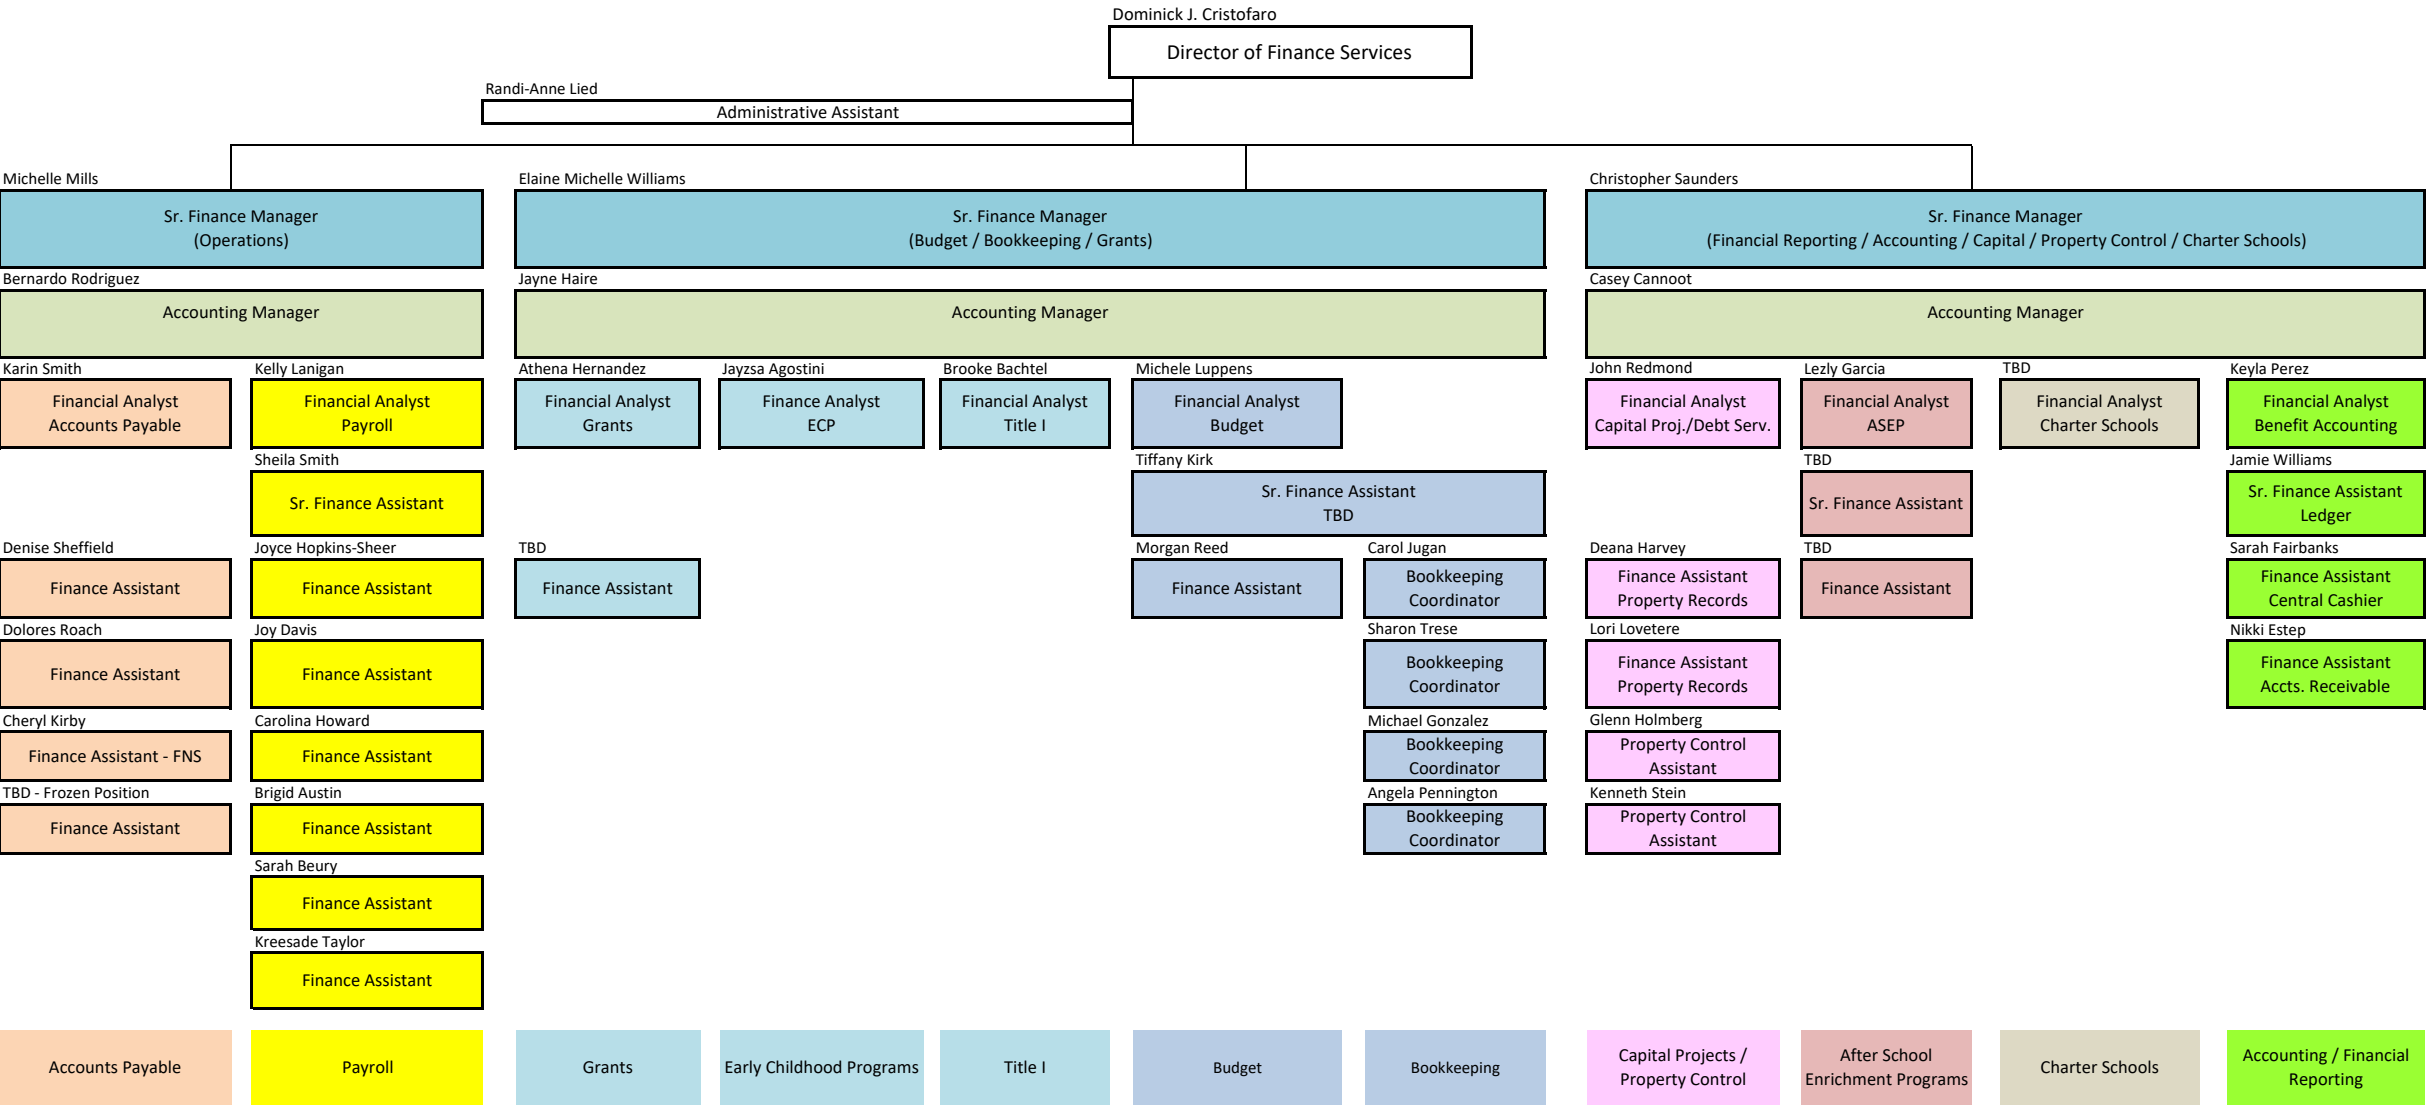 Dominick J. Cristofaro
Director of Finance Services
Randi-Anne Lied
Administrative Assistant
Michelle Mills
Sr. Finance Manager
(Operations)
Elaine Michelle Williams
Sr. Finance Manager
(Budget / Bookkeeping / Grants)
Christopher Saunders
Sr. Finance Manager
(Financial Reporting / Accounting / Capital / Property Control / Charter Schools)
Bernardo Rodriguez
Accounting Manager
Jayne Haire
Accounting Manager
Casey Cannoot
Accounting Manager
Karin Smith
Financial Analyst
Accounts Payable
Kelly Lanigan
Financial Analyst
Payroll
Athena Hernandez
Financial Analyst
Grants
Jayzsa Agostini
Finance Analyst
ECP
Brooke Bachtel
Financial Analyst
Title I
Michele Luppens
Financial Analyst
Budget
John Redmond
Financial Analyst
Capital Proj./Debt Serv.
Lezly Garcia
Financial Analyst
ASEP
TBD
Financial Analyst
Charter Schools
Keyla Perez
Financial Analyst
Benefit Accounting
Sheila Smith
Sr. Finance Assistant
Tiffany Kirk
Sr. Finance Assistant
TBD
TBD
Sr. Finance Assistant
Jamie Williams
Sr. Finance Assistant
Ledger
Denise Sheffield
Finance Assistant
Joyce Hopkins-Sheer
Finance Assistant
TBD
Finance Assistant
Morgan Reed
Finance Assistant
Carol Jugan
Bookkeeping
Coordinator
Deana Harvey
Finance Assistant
Property Records
TBD
Finance Assistant
Sarah Fairbanks
Finance Assistant
Central Cashier
Dolores Roach
Finance Assistant
Joy Davis
Finance Assistant
Sharon Trese
Bookkeeping
Coordinator
Lori Lovetere
Finance Assistant
Property Records
Nikki Estep
Finance Assistant
Accts. Receivable
Cheryl Kirby
Finance Assistant - FNS
Carolina Howard
Finance Assistant
Michael Gonzalez
Bookkeeping
Coordinator
Glenn Holmberg
Property Control
Assistant
TBD - Frozen Position
Finance Assistant
Brigid Austin
Finance Assistant
Angela Pennington
Bookkeeping
Coordinator
Kenneth Stein
Property Control
Assistant
Sarah Beury
Finance Assistant
Kreesade Taylor
Finance Assistant
Accounts Payable
Payroll
Grants
Early Childhood Programs
Title I
Budget
Bookkeeping
Capital Projects /
Property Control
After School
Enrichment Programs
Charter Schools
Accounting / Financial
Reporting